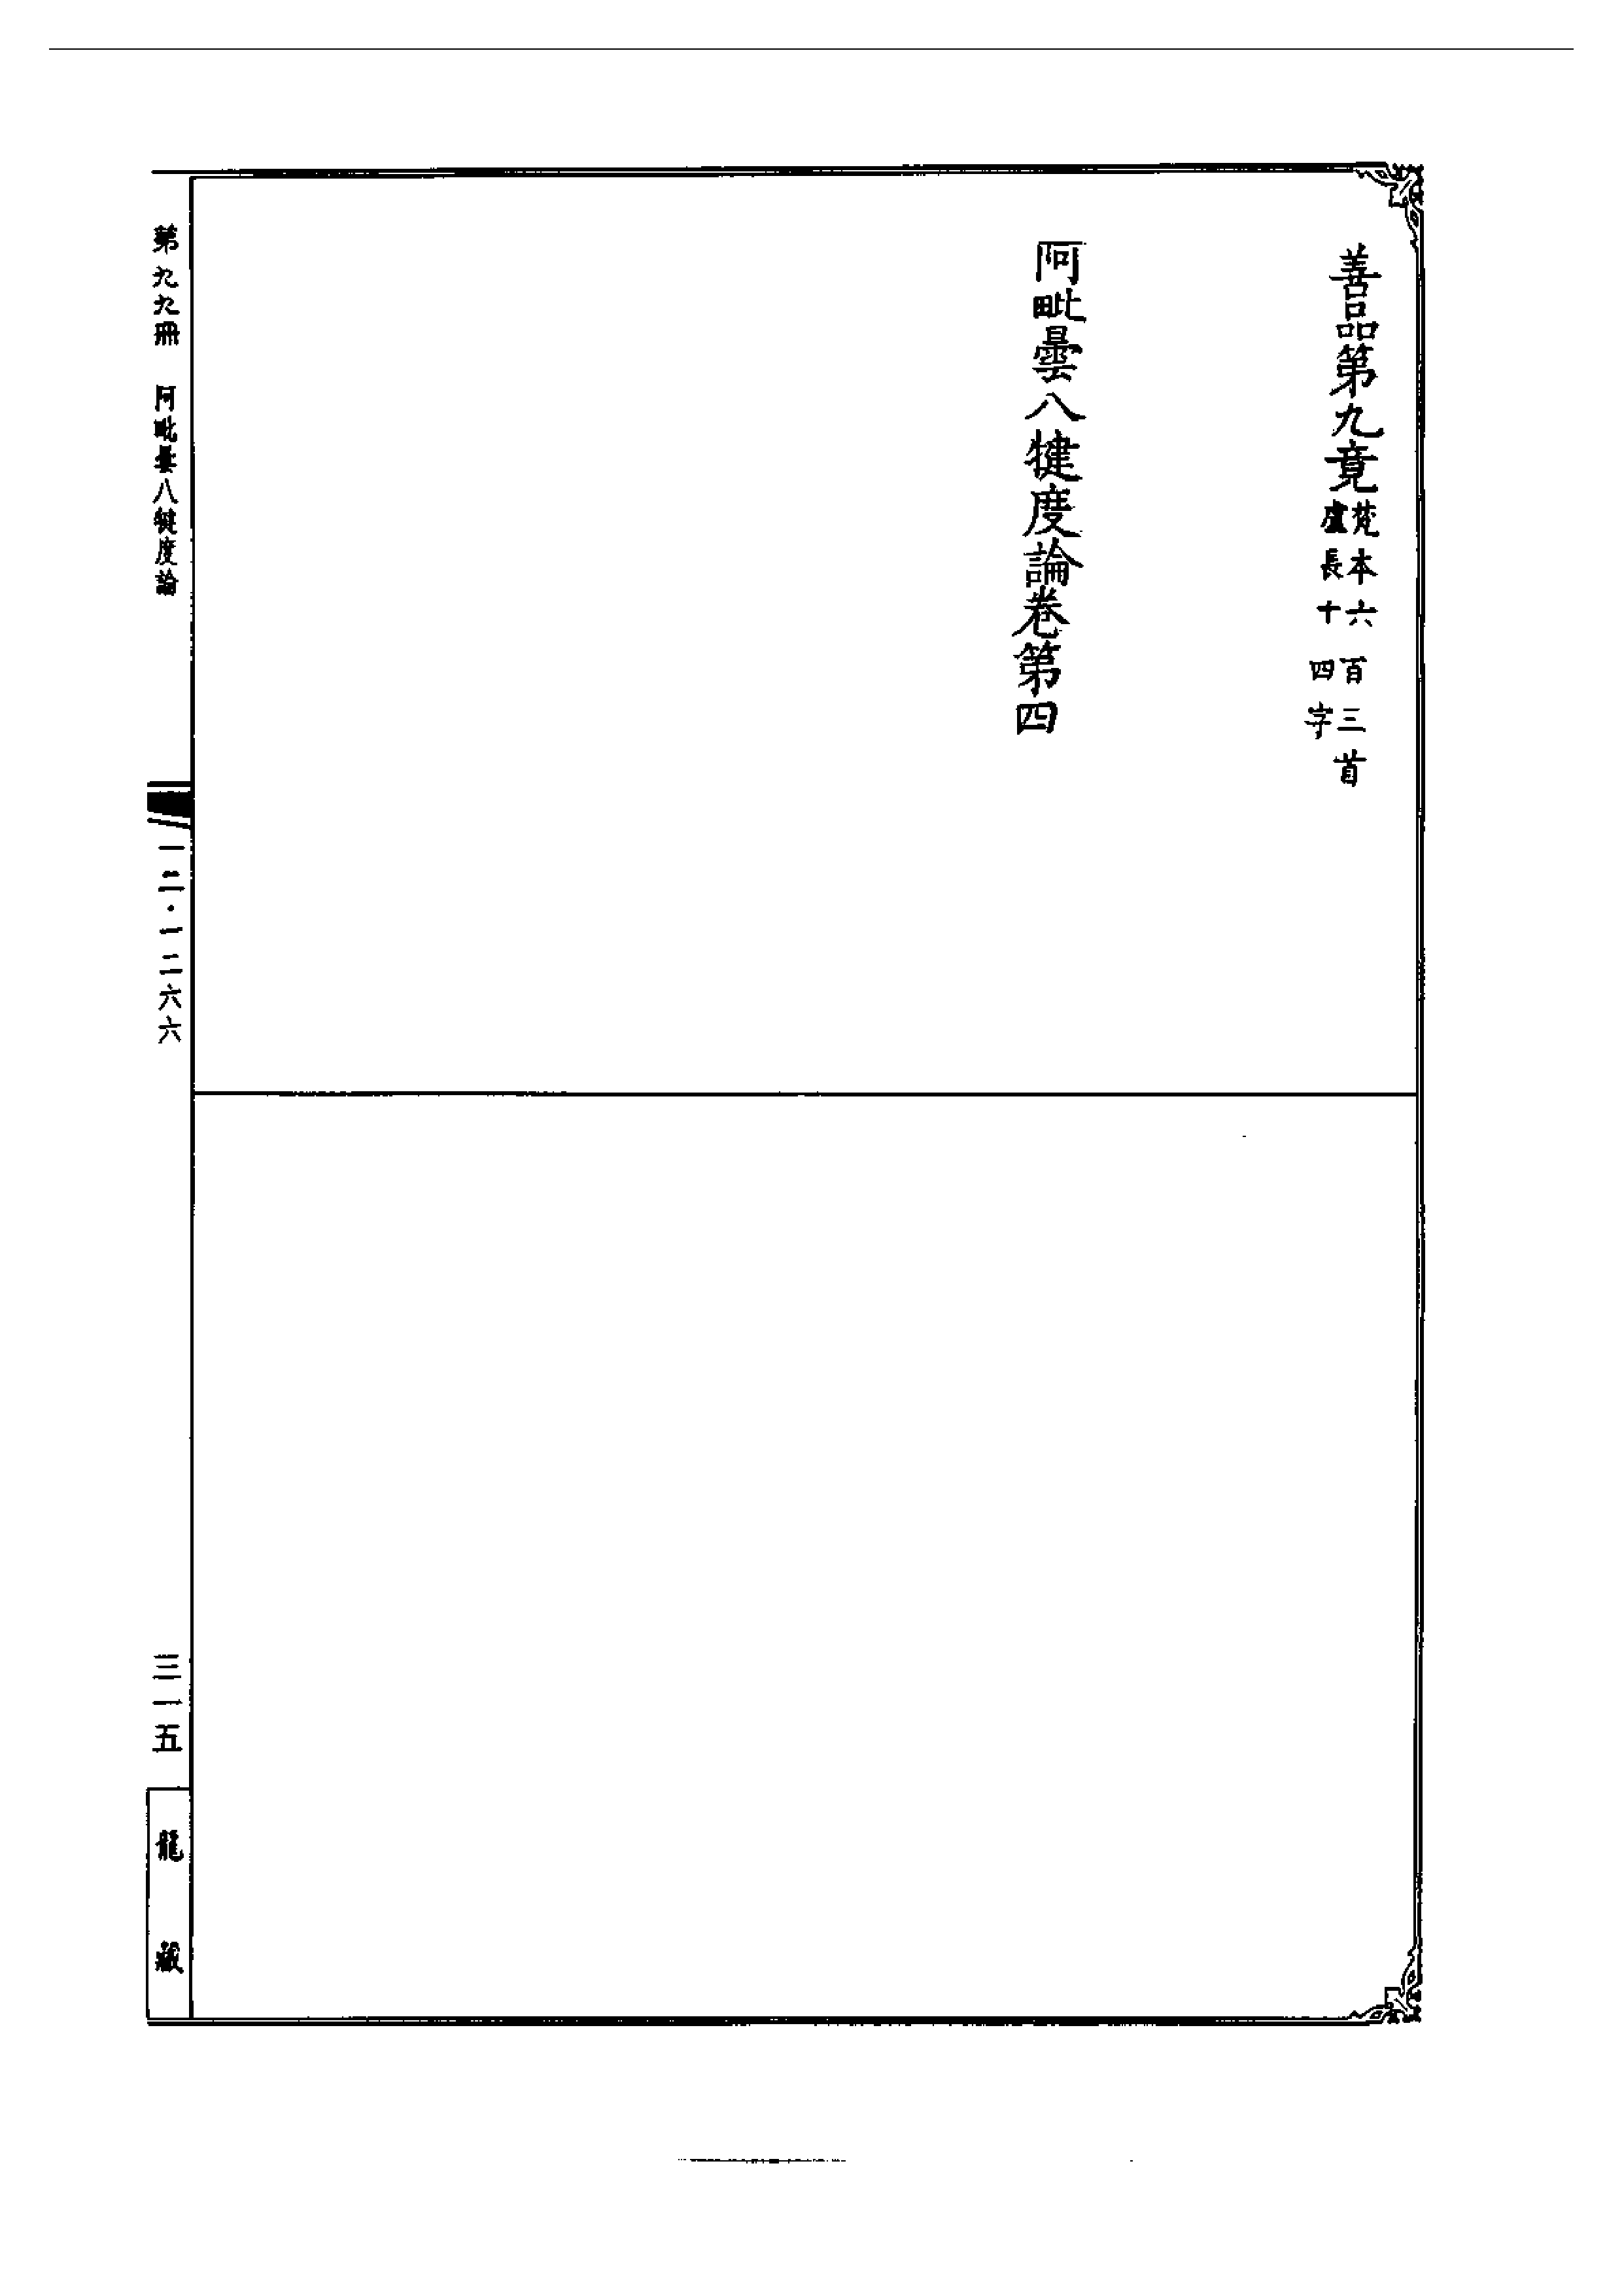 善品第九竟梵本六百三首
盧長十四字
阿毗曇八犍度論卷第四
第九九冊 阿毗曇八犍度論
一二·一二六六
三一五
龍藏